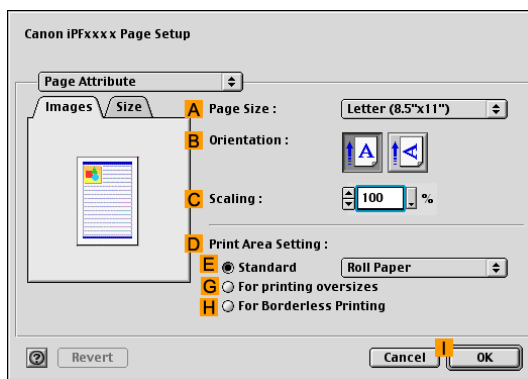 Canon iPFxxxx Page Setup
Page Attribute
Images Size
A Page Size : Letter (8.5"x11")
B Orientation :
A A
C Scaling : 100 %
D Print Area Setting :
E Standard Roll Paper
G For printing oversizes
H For Borderless Printing
? Revert Cancel I OK